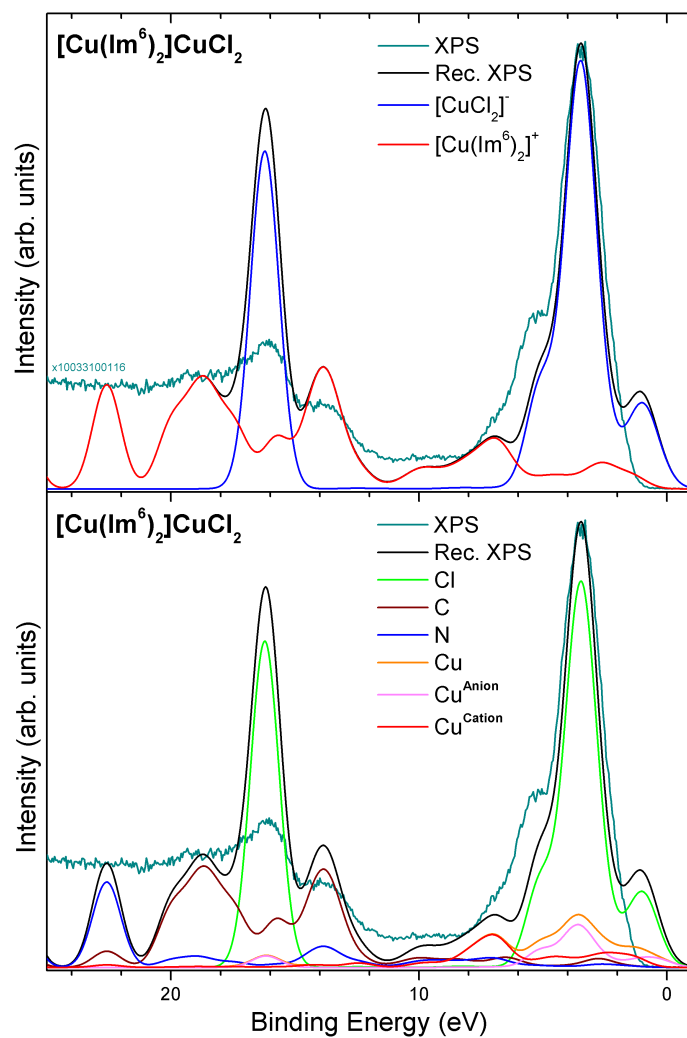 [Cu(Im⁶)₂]CuCl₂
XPS
Rec. XPS
[CuCl₂]⁻
[Cu(Im⁶)₂]⁺
Intensity (arb. units)
x10033100116
[Cu(Im⁶)₂]CuCl₂
XPS
Rec. XPS
Cl
C
N
Cu
Cuᴬⁿⁱᵒⁿ
Cuᶜᵃᵗⁱᵒⁿ
Intensity (arb. units)
20 10 0
Binding Energy (eV)